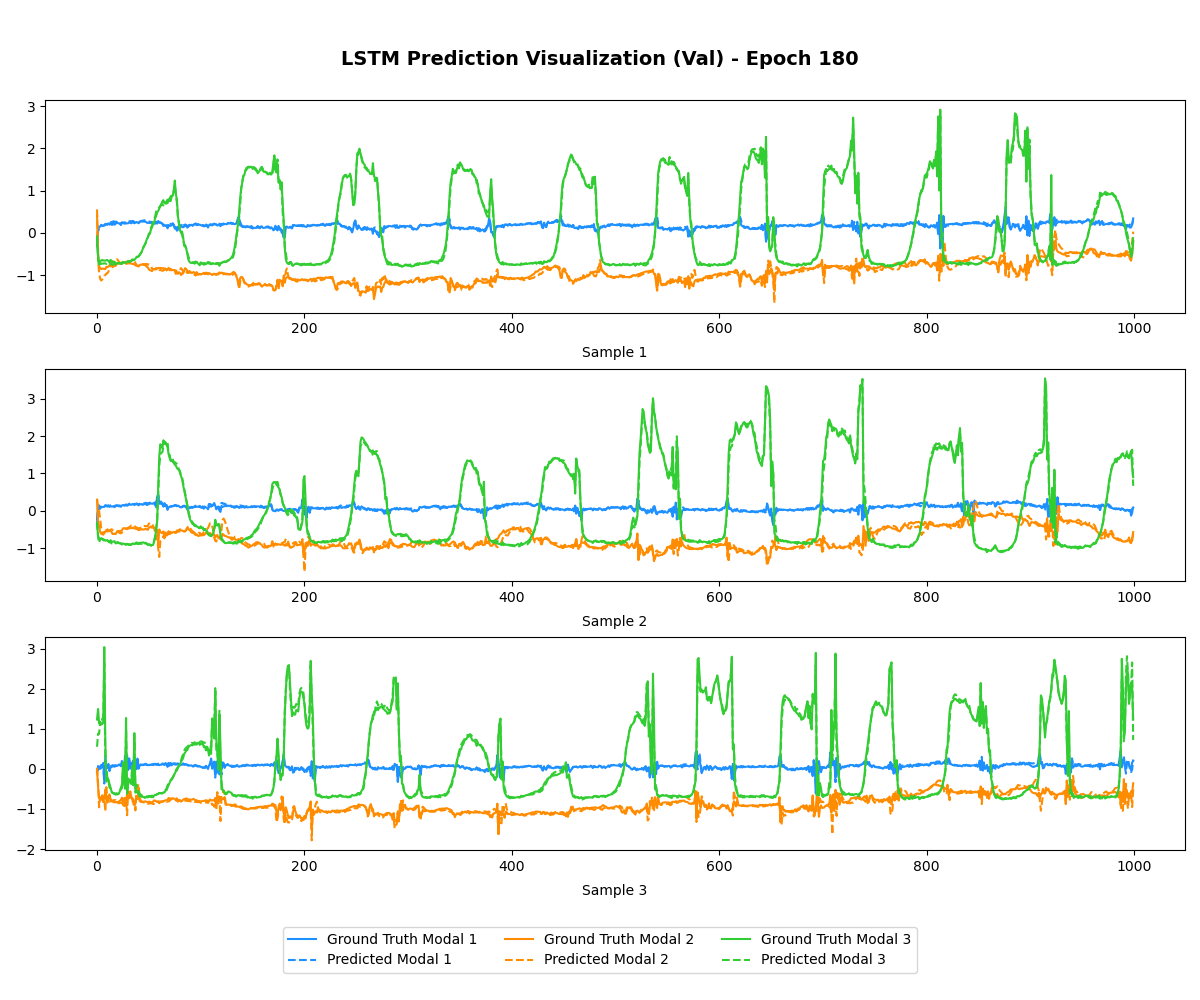 LSTM Prediction Visualization (Val) - Epoch 180
3
2
1
0
−1
0 200 400 600 800 1000
Sample 1
3
2
1
0
−1
0 200 400 600 800 1000
Sample 2
3
2
1
0
−1
−2
0 200 400 600 800 1000
Sample 3
Ground Truth Modal 1 Ground Truth Modal 2 Ground Truth Modal 3
Predicted Modal 1 Predicted Modal 2 Predicted Modal 3